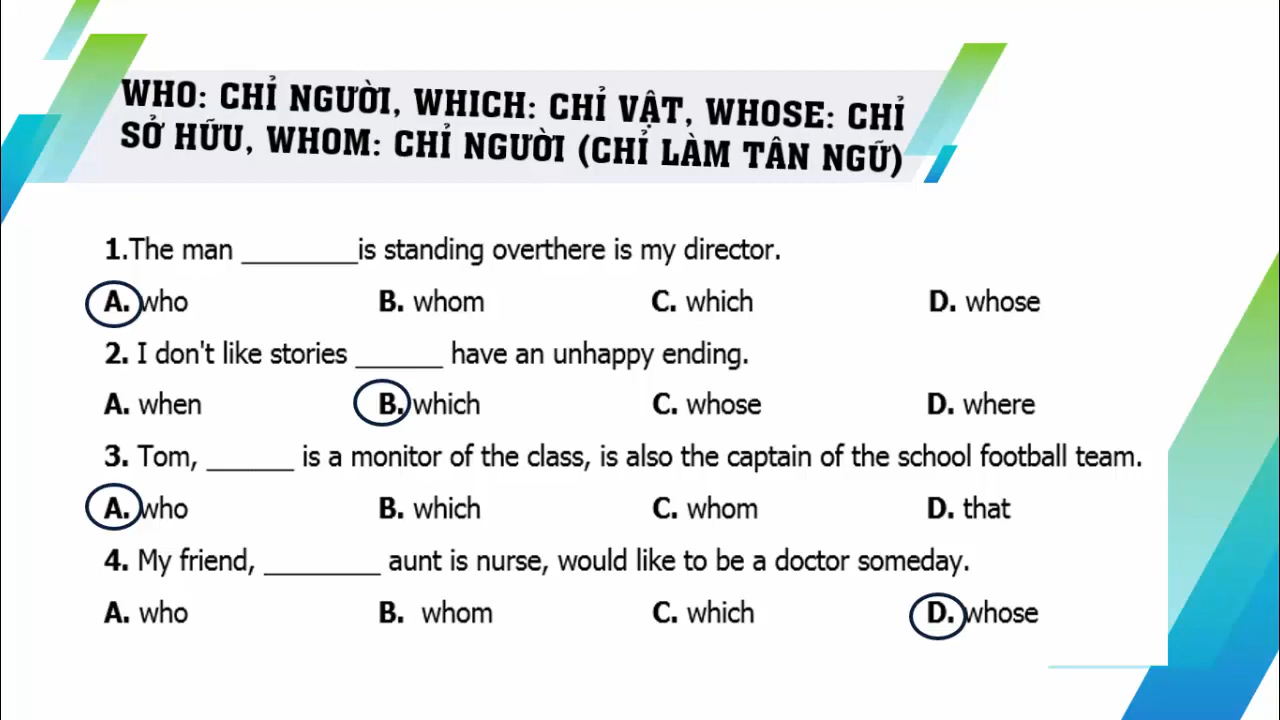 WHO: CHỈ NGƯỜI, WHICH: CHỈ VẬT, WHOSE: CHỈ
SỞ HỮU, WHOM: CHỈ NGƯỜI (CHỈ LÀM TÂN NGỮ)
1.The man ________is standing overthere is my director.
A. who B. whom C. which D. whose
2. I don't like stories ______ have an unhappy ending.
A. when B. which C. whose D. where
3. Tom, ______ is a monitor of the class, is also the captain of the school football team.
A. who B. which C. whom D. that
4. My friend, ________ aunt is nurse, would like to be a doctor someday.
A. who B. whom C. which D. whose